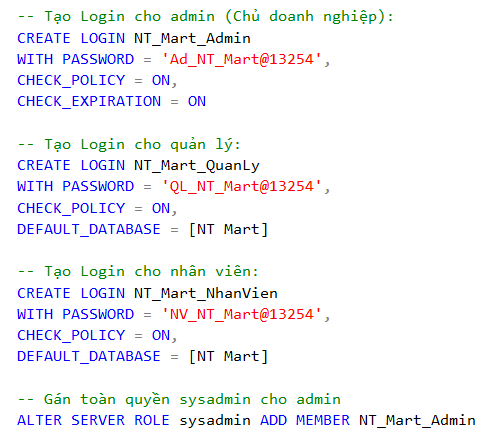 -- Tạo Login cho admin (Chủ doanh nghiệp):
CREATE LOGIN NT_Mart_Admin
WITH PASSWORD = 'Ad_NT_Mart@13254',
CHECK_POLICY = ON,
CHECK_EXPIRATION = ON
-- Tạo Login cho quản lý:
CREATE LOGIN NT_Mart_QuanLy
WITH PASSWORD = 'QL_NT_Mart@13254',
CHECK_POLICY = ON,
DEFAULT_DATABASE = [NT Mart]
-- Tạo Login cho nhân viên:
CREATE LOGIN NT_Mart_NhanVien
WITH PASSWORD = 'NV_NT_Mart@13254',
CHECK_POLICY = ON,
DEFAULT_DATABASE = [NT Mart]
-- Gán toàn quyền sysadmin cho admin
ALTER SERVER ROLE sysadmin ADD MEMBER NT_Mart_Admin